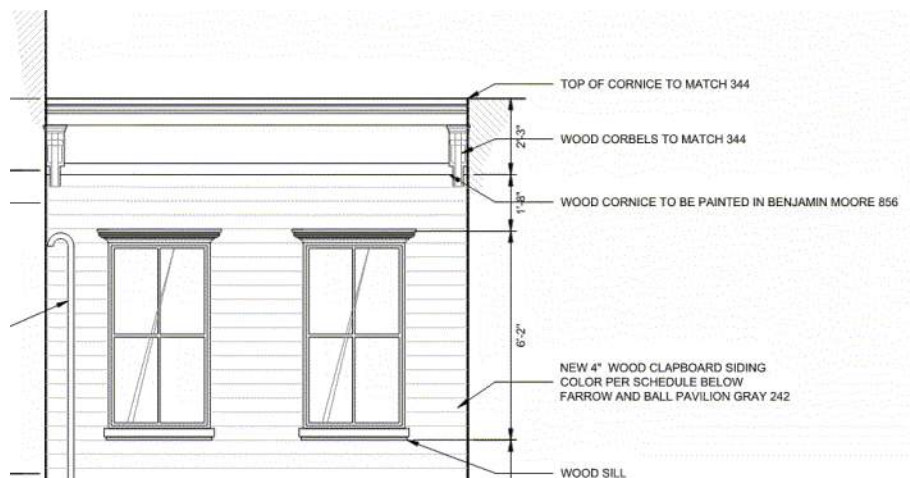 TOP OF CORNICE TO MATCH 344
2'-3"
WOOD CORBELS TO MATCH 344
1'-8"
WOOD CORNICE TO BE PAINTED IN BENJAMIN MOORE 856
6'-2"
NEW 4" WOOD CLAPBOARD SIDING
COLOR PER SCHEDULE BELOW
FARROW AND BALL PAVILION GRAY 242
WOOD SILL